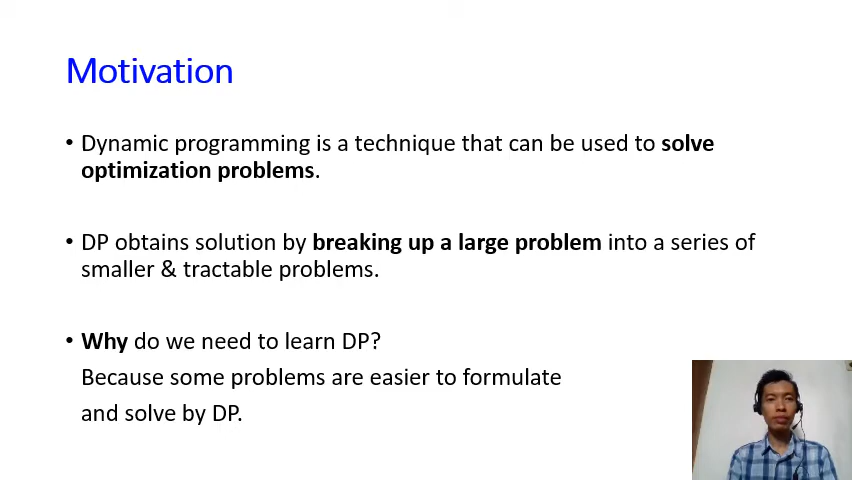 Motivation
• Dynamic programming is a technique that can be used to solve
optimization problems.
• DP obtains solution by breaking up a large problem into a series of
smaller & tractable problems.
• Why do we need to learn DP?
Because some problems are easier to formulate
and solve by DP.